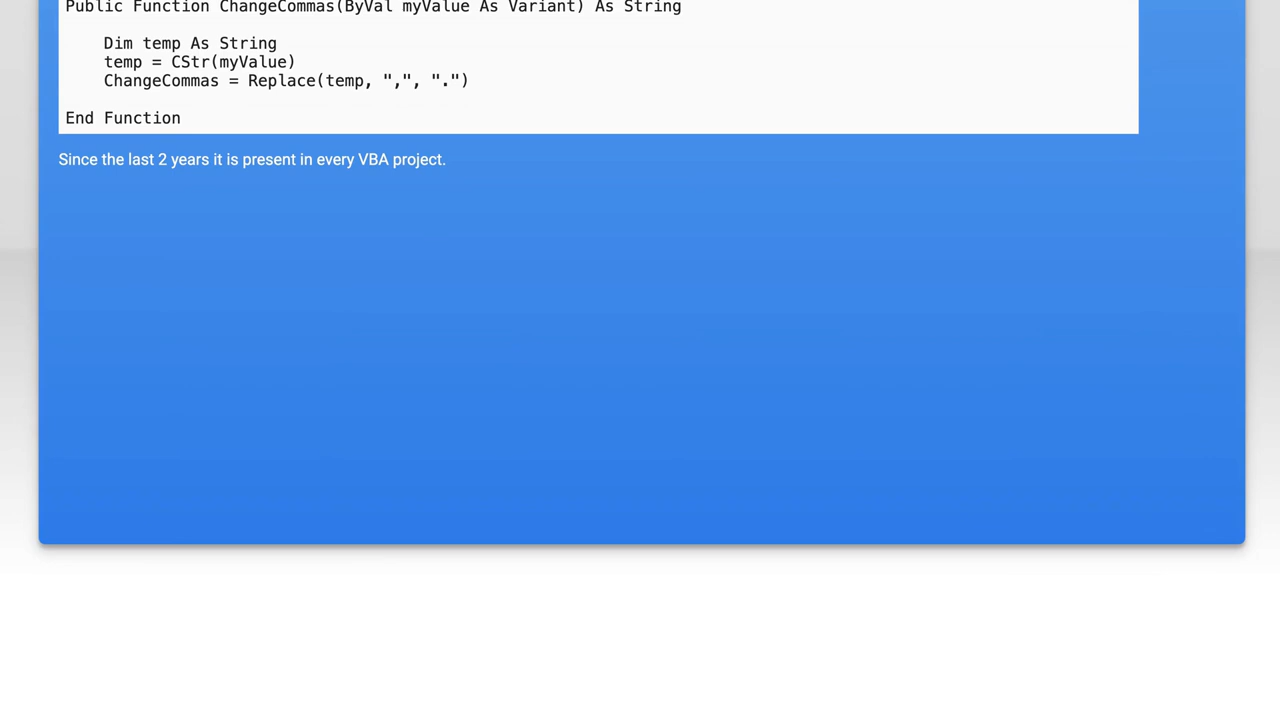 Public Function ChangeCommas(ByVal myValue As Variant) As String
Dim temp As String
temp = CStr(myValue)
ChangeCommas = Replace(temp, ",", ".")
End Function
Since the last 2 years it is present in every VBA project.